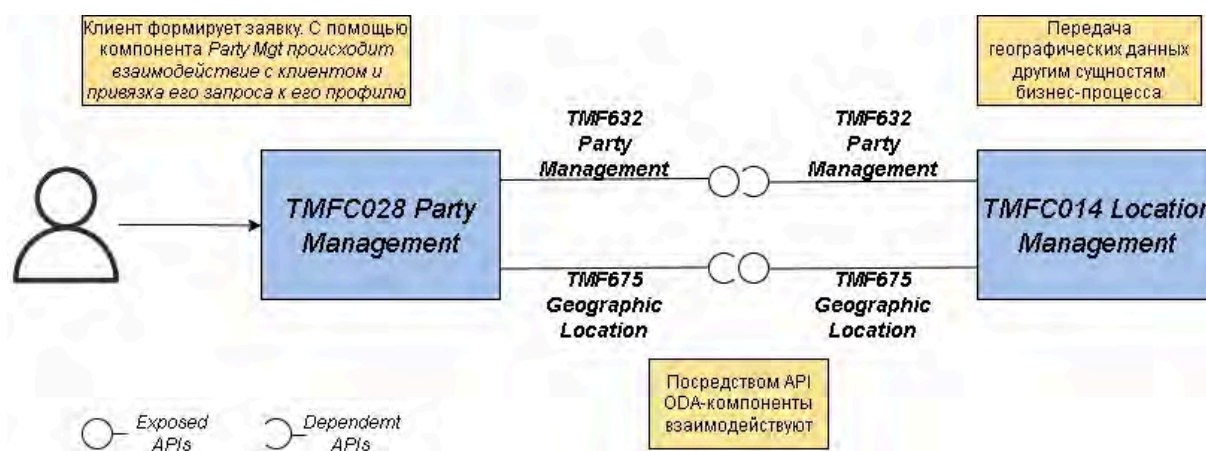 Клиент формирует заявку. С помощью
компонента Party Mgt происходит
взаимодействие с клиентом и
привязка его запроса к его профилю
Передача
географических данных
другим сущностям
бизнес-процесса
TMF632
Party
Management
TMF632
Party
Management
TMFC028 Party
Management
TMFC014 Location
Management
TMF675
Geographic
Location
TMF675
Geographic
Location
Посредством API
ODA-компоненты
взаимодействуют
Exposed
APIs
Dependemt
APIs